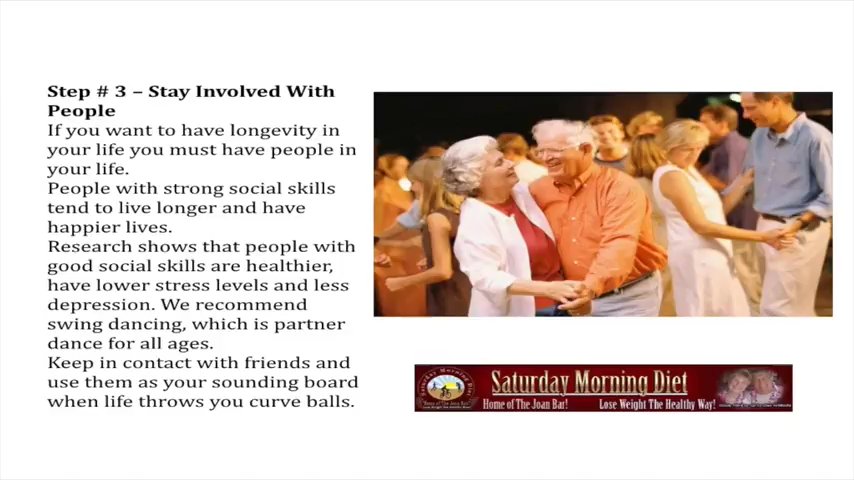 Step # 3 – Stay Involved With
People
If you want to have longevity in
your life you must have people in
your life.
People with strong social skills
tend to live longer and have
happier lives.
Research shows that people with
good social skills are healthier,
have lower stress levels and less
depression. We recommend
swing dancing, which is partner
dance for all ages.
Keep in contact with friends and
use them as your sounding board
when life throws you curve balls.
Saturday Morning Diet
Home of The Joan Bar! Lose Weight The Healthy Way!
Saturday Morning Diet